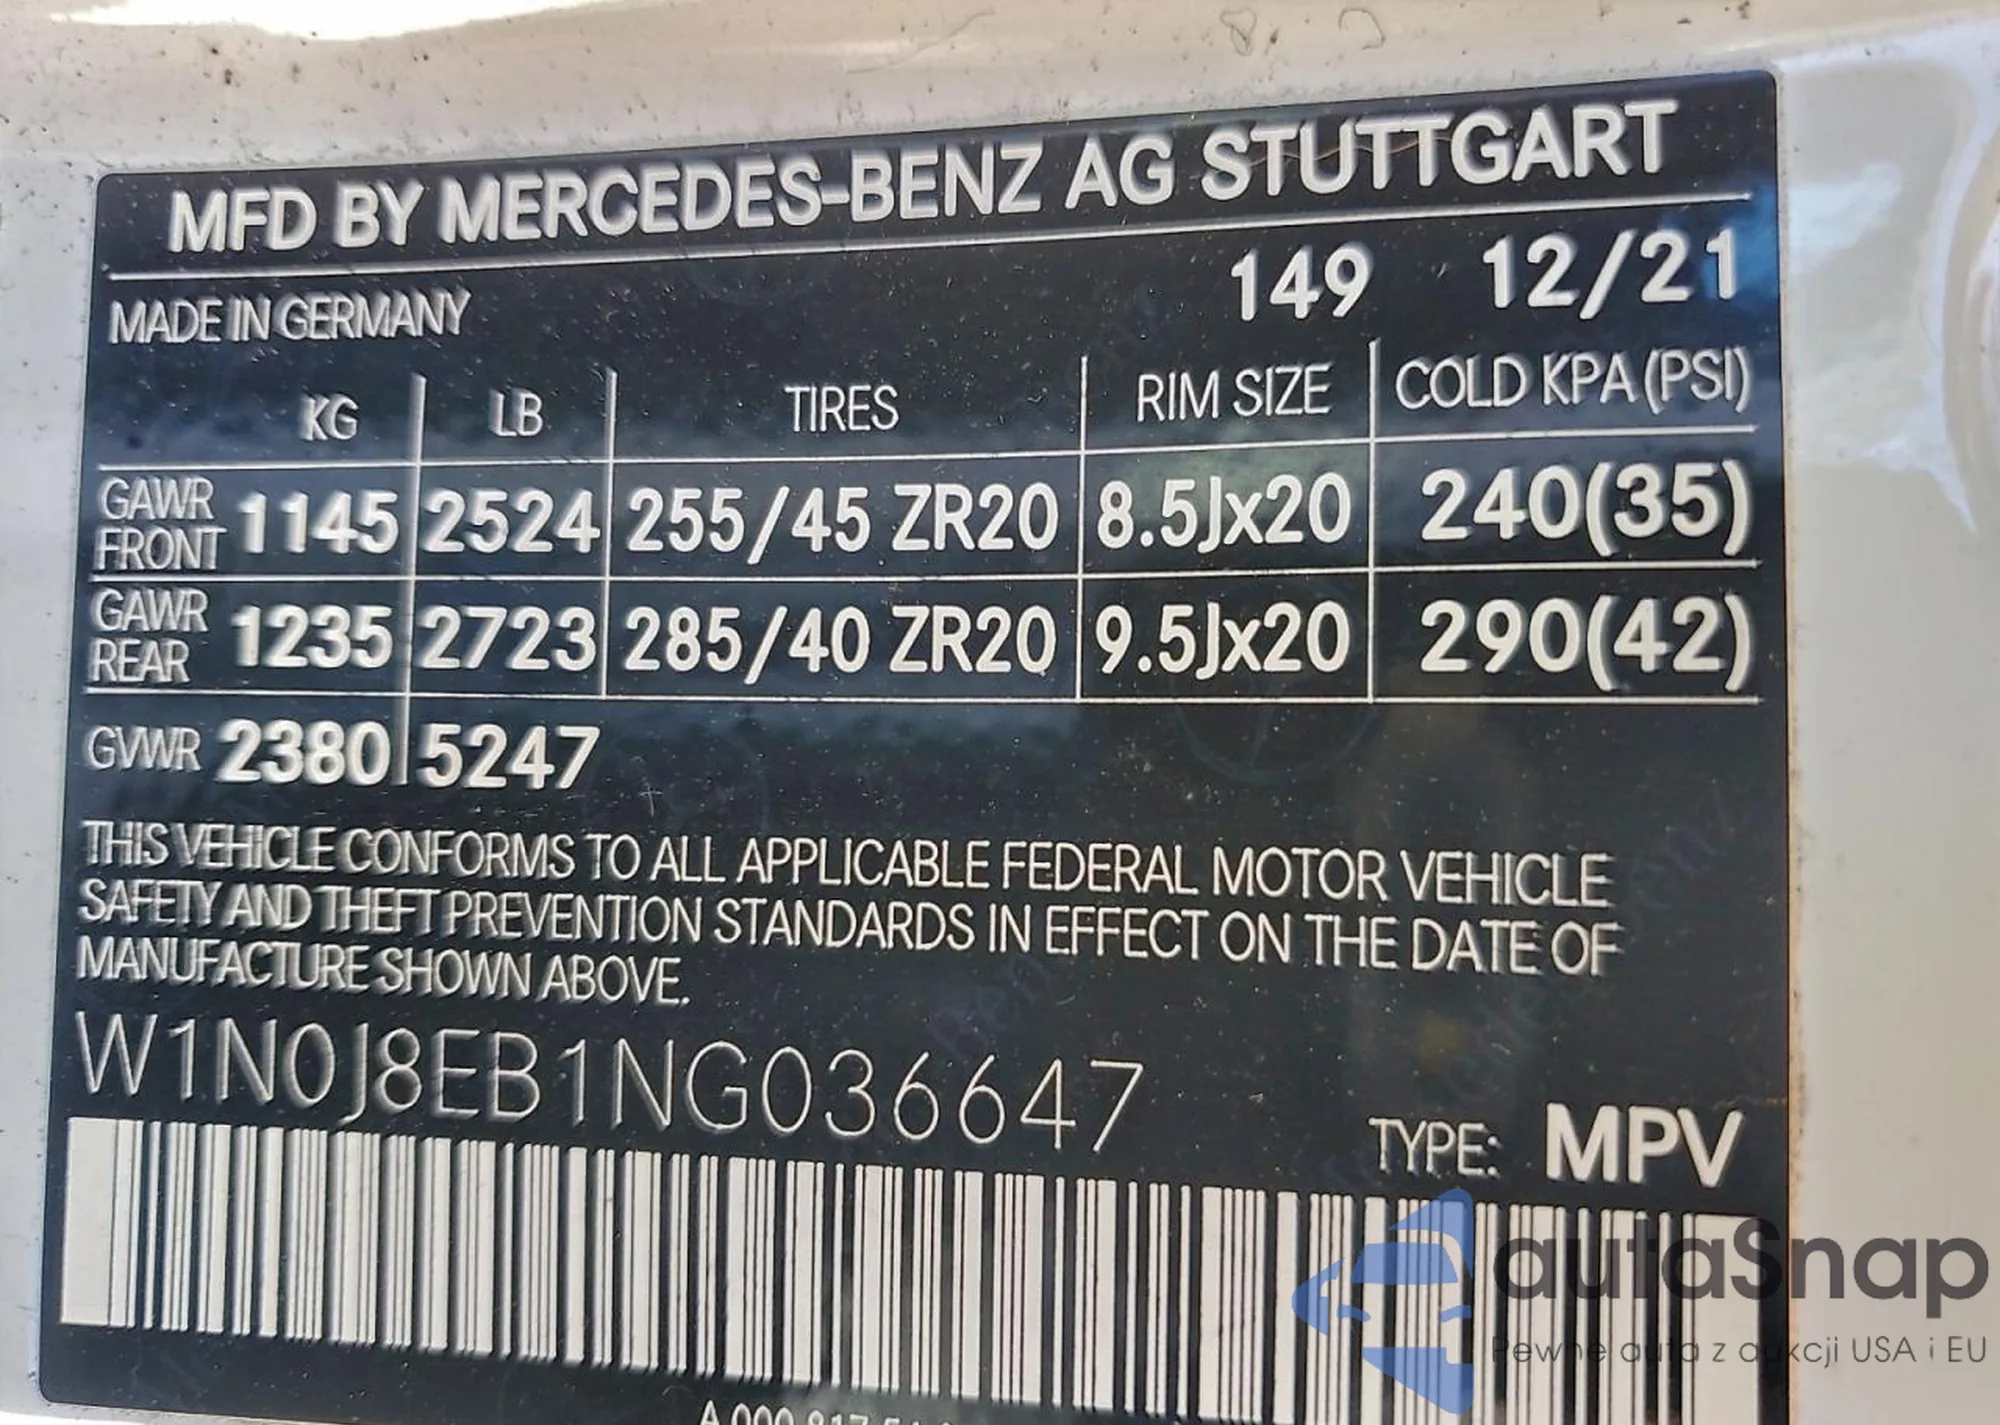 MFD BY MERCEDES-BENZ AG STUTTGART
MADE IN GERMANY 149 12/21
KG LB TIRES RIM SIZE COLD KPA (PSI)
GAWR FRONT 1145 2524 255/45 ZR20 8.5Jx20 240(35)
GAWR REAR 1235 2723 285/40 ZR20 9.5Jx20 290(42)
GVWR 2380 5247
THIS VEHICLE CONFORMS TO ALL APPLICABLE FEDERAL MOTOR VEHICLE
SAFETY AND THEFT PREVENTION STANDARDS IN EFFECT ON THE DATE OF
MANUFACTURE SHOWN ABOVE.
W1N0J8EB1NG036647
TYPE: MPV
autaSnap
Pewne auta z aukcji USA i EU
A 000 817